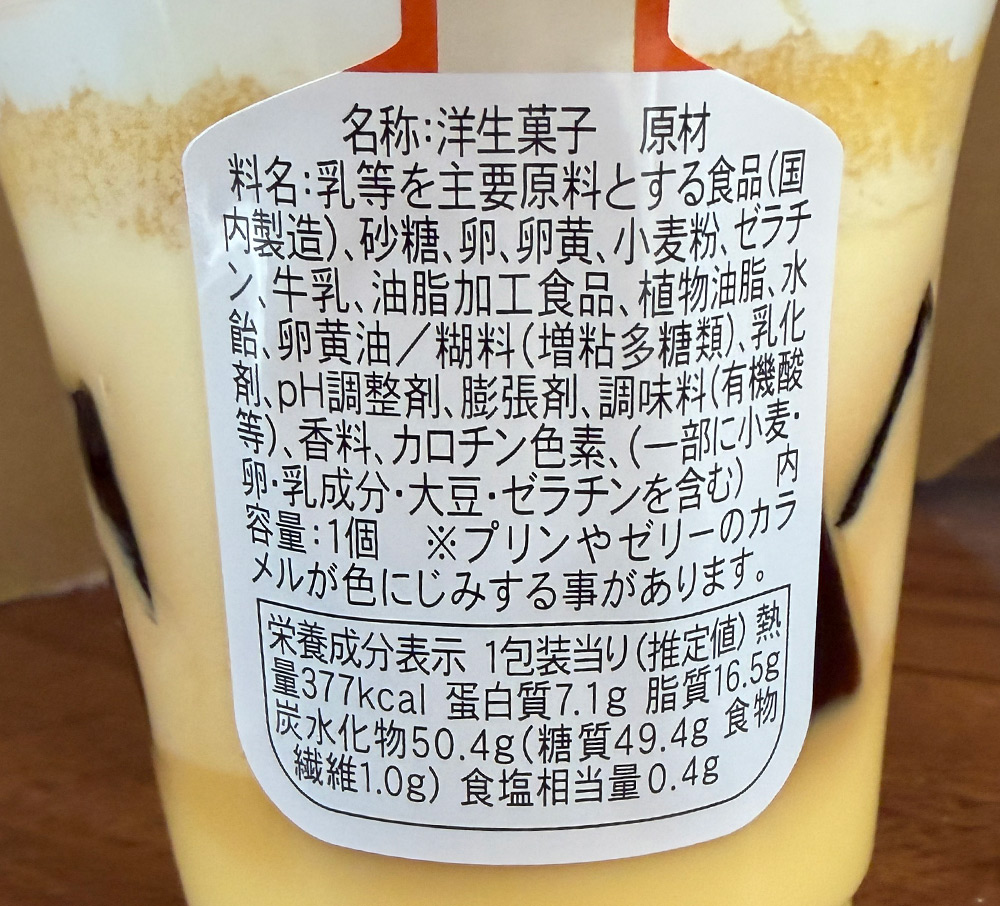 名称:洋生菓子　原材
料名:乳等を主要原料とする食品(国
内製造)、砂糖、卵、卵黄、小麦粉、ゼラチ
ン、牛乳、油脂加工食品、植物油脂、水
飴、卵黄油／糊料(増粘多糖類)、乳化
剤、pH調整剤、膨張剤、調味料(有機酸
等)、香料、カロチン色素、(一部に小麦・
卵・乳成分・大豆・ゼラチンを含む)　内
容量:1個　※プリンやゼリーのカラ
メルが色にじみする事があります。
栄養成分表示 1包装当り(推定値) 熱
量377kcal 蛋白質7.1g 脂質16.5g
炭水化物50.4g(糖質49.4g 食物
繊維1.0g) 食塩相当量0.4g